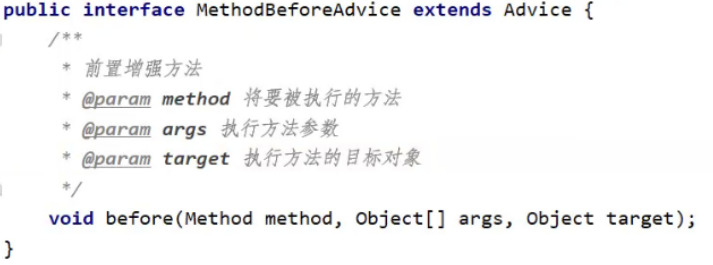 public interface MethodBeforeAdvice extends Advice {
/**
* 前置增强方法
* @param method 将要被执行的方法
* @param args 执行方法参数
* @param target 执行方法的目标对象
*/
void before(Method method, Object[] args, Object target);
}